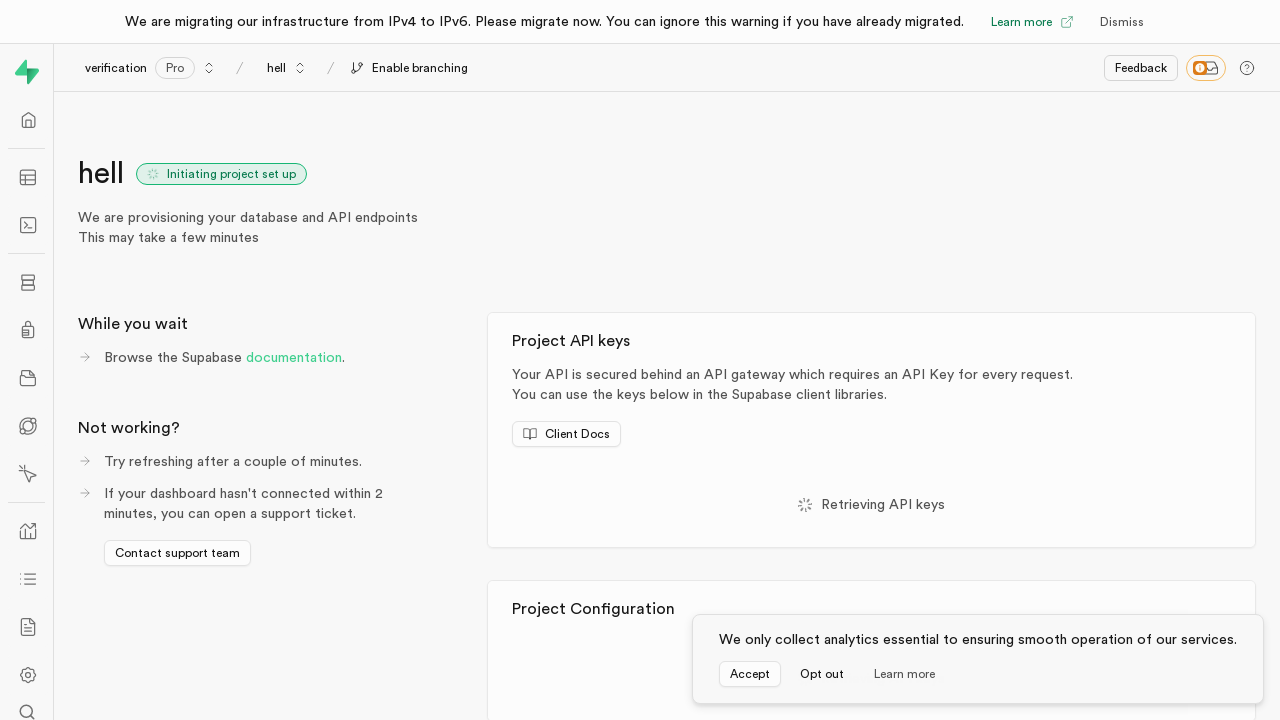 We are migrating our infrastructure from IPv4 to IPv6. Please migrate now. You can ignore this warning if you have already migrated. Learn more Dismiss
verification Pro / hell / Enable branching Feedback
hell Initiating project set up
We are provisioning your database and API endpoints
This may take a few minutes
While you wait
Browse the Supabase documentation.
Not working?
Try refreshing after a couple of minutes.
If your dashboard hasn't connected within 2
minutes, you can open a support ticket.
Contact support team
Project API keys
Your API is secured behind an API gateway which requires an API Key for every request.
You can use the keys below in the Supabase client libraries.
Client Docs
Retrieving API keys
Project Configuration
We only collect analytics essential to ensuring smooth operation of our services.
Accept Opt out Learn more